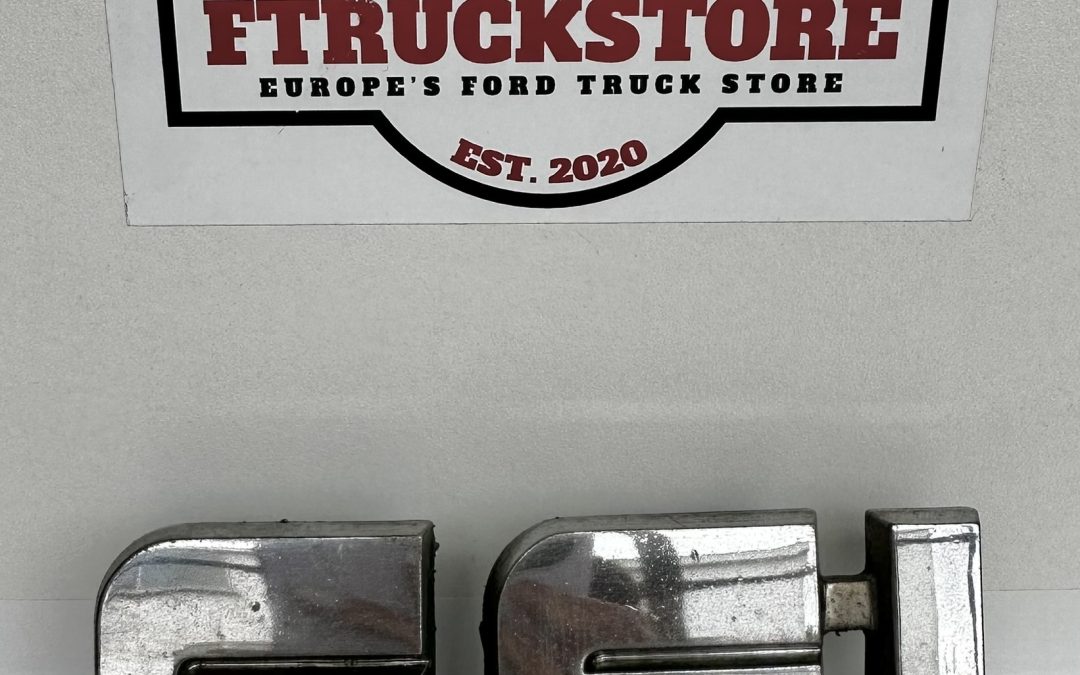 FTRUCKSTORE
EUROPE'S FORD TRUCK STORE
EST. 2020